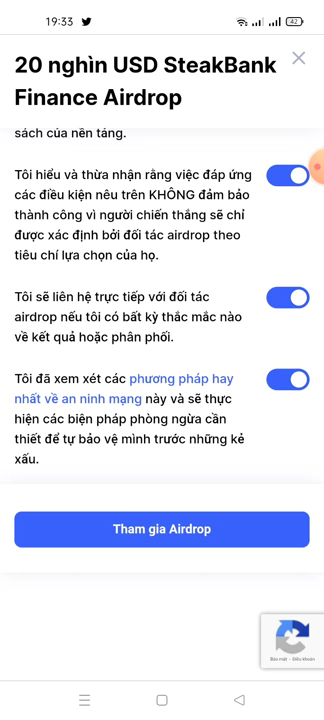 19:33
42
20 nghìn USD SteakBank
Finance Airdrop
sách của nền tảng.
Tôi hiểu và thừa nhận rằng việc đáp ứng
các điều kiện nêu trên KHÔNG đảm bảo
thành công vì người chiến thắng sẽ chỉ
được xác định bởi đối tác airdrop theo
tiêu chí lựa chọn của họ.
Tôi sẽ liên hệ trực tiếp với đối tác
airdrop nếu tôi có bất kỳ thắc mắc nào
về kết quả hoặc phân phối.
Tôi đã xem xét các phương pháp hay
nhất về an ninh mạng này và sẽ thực
hiện các biện pháp phòng ngừa cần
thiết để tự bảo vệ mình trước những kẻ
xấu.
Tham gia Airdrop
Bảo mật - Điều khoản